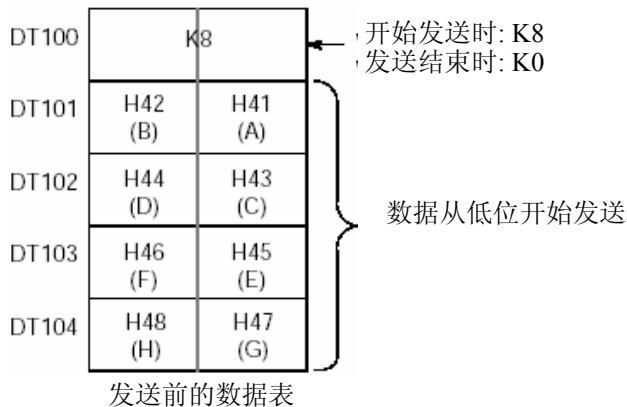 DT100 K8 开始发送时: K8
发送结束时: K0
DT101 H42 H41
(B) (A)
DT102 H44 H43
(D) (C)
数据从低位开始发送
DT103 H46 H45
(F) (E)
DT104 H48 H47
(H) (G)
发送前的数据表